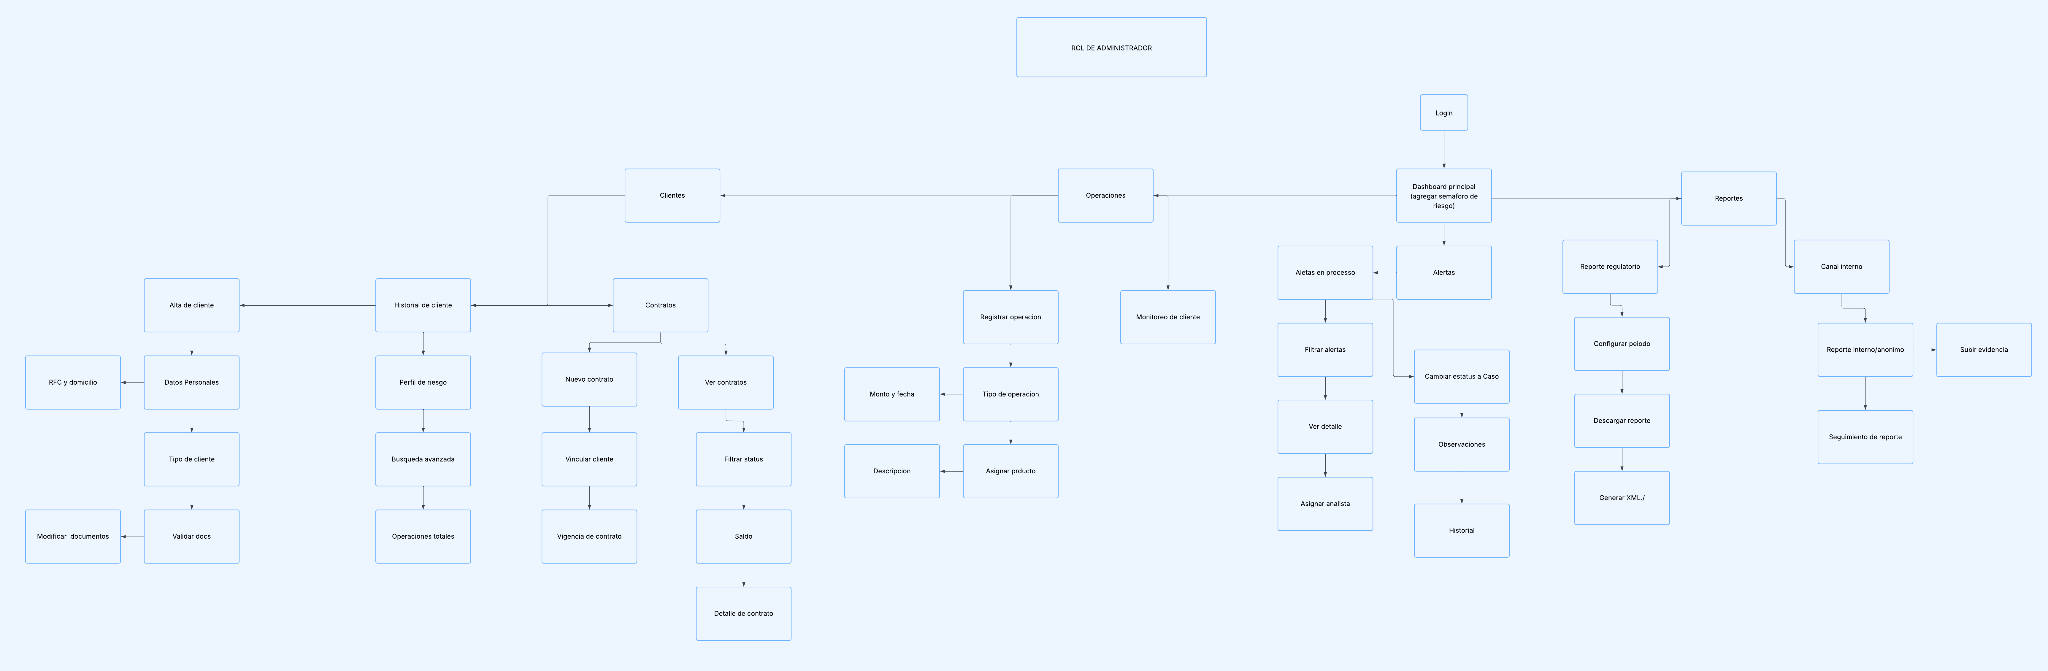 ROL DE ADMINISTRADOR
Login
Clientes
Operaciones
Dashboard principal
(agregar semaforo de
riesgo)
Reportes
Aletas en proceso
Alertas
Reporte regulatorio
Canal interno
Alta de cliente
Historial de cliente
Contratos
Registrar operacion
Monitoreo de cliente
Filtrar alertas
Configurar peiodo
Reporte interno/anonimo
Subir evidencia
RFC y domicilio
Datos Personales
Perfil de riesgo
Nuevo contrato
Ver contratos
Monto y fecha
Tipo de operacion
Cambiar estatus a Caso
Ver detalle
Descargar reporte
Seguimiento de reporte
Tipo de cliente
Busqueda avanzada
Vincular cliente
Filtrar status
Descripcion
Asignar prducto
Observaciones
Asignar analista
Generar XML./
Modificar documentos
Validar docs
Operaciones totales
Vigencia de contrato
Saldo
Historial
Detalle de contrato